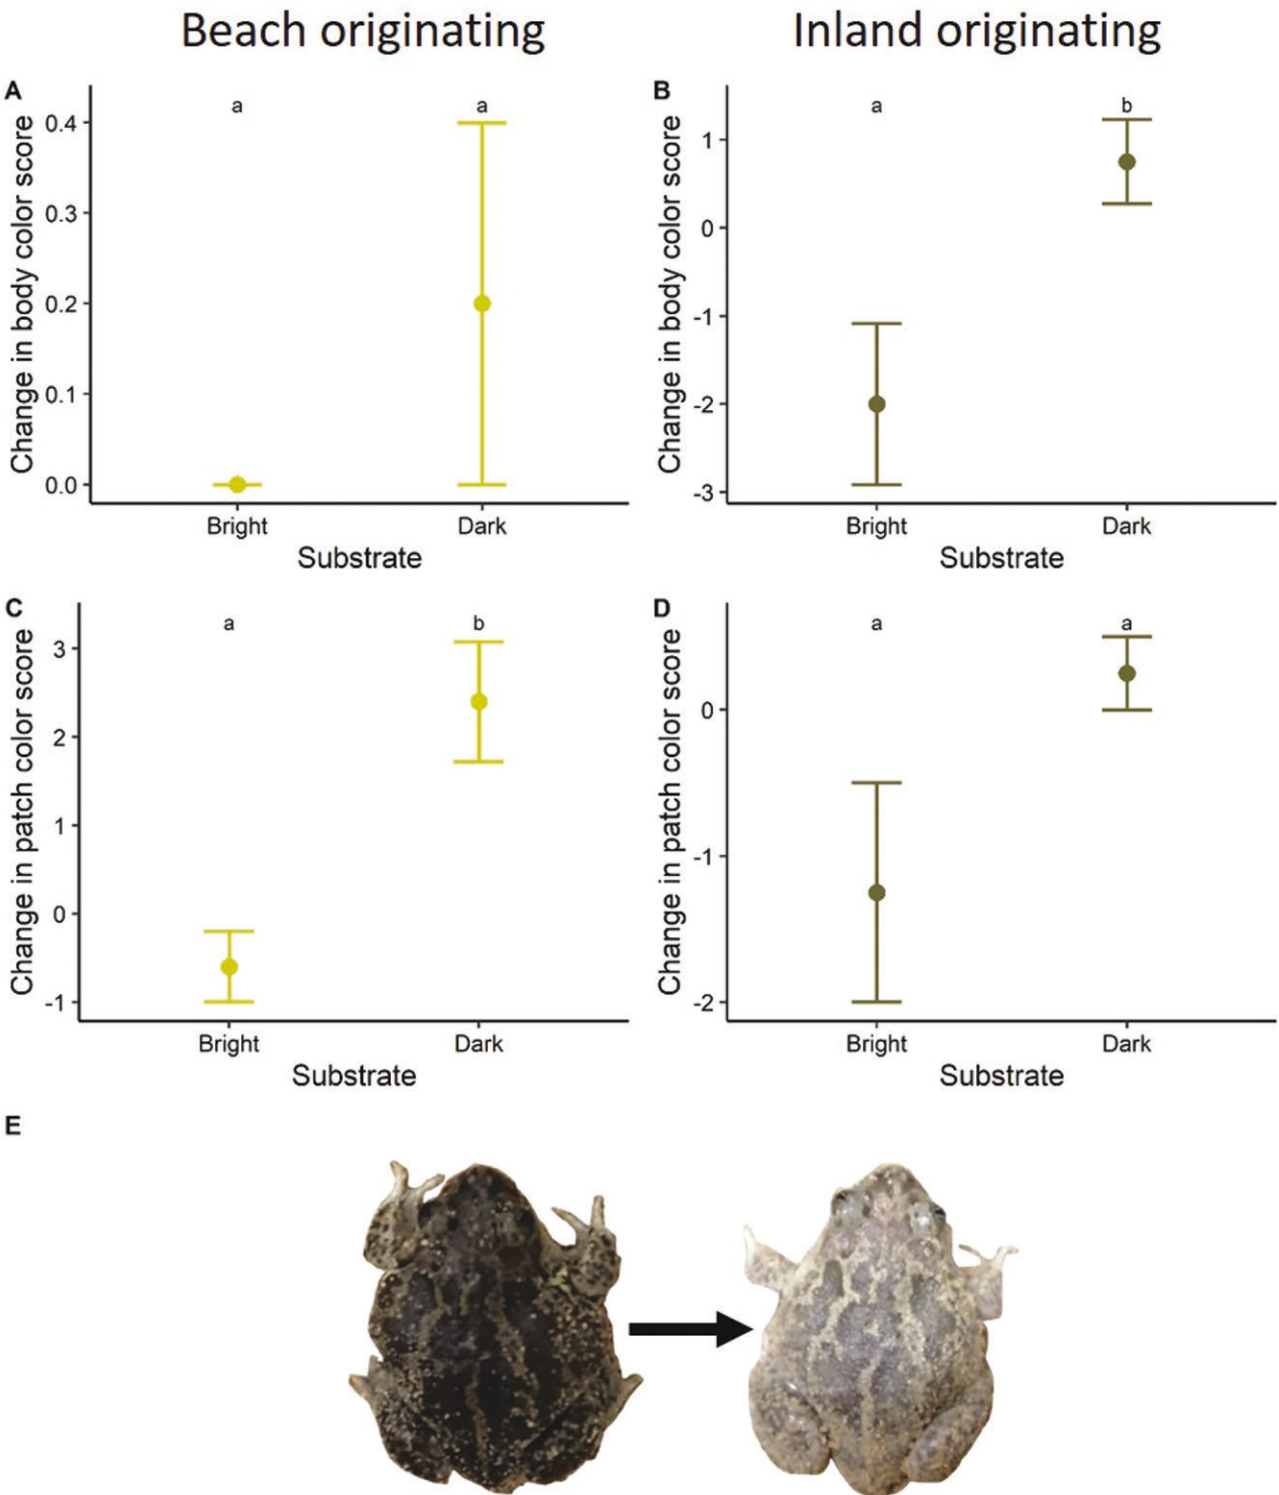 Beach originating
Inland originating
A
Change in body color score
0.4
0.3
0.2
0.1
0.0
a
a
Bright
Dark
Substrate
B
Change in body color score
1
0
-1
-2
-3
a
b
Bright
Dark
Substrate
C
Change in patch color score
3
2
1
0
-1
a
b
Bright
Dark
Substrate
D
Change in patch color score
0
-1
-2
a
a
Bright
Dark
Substrate
E